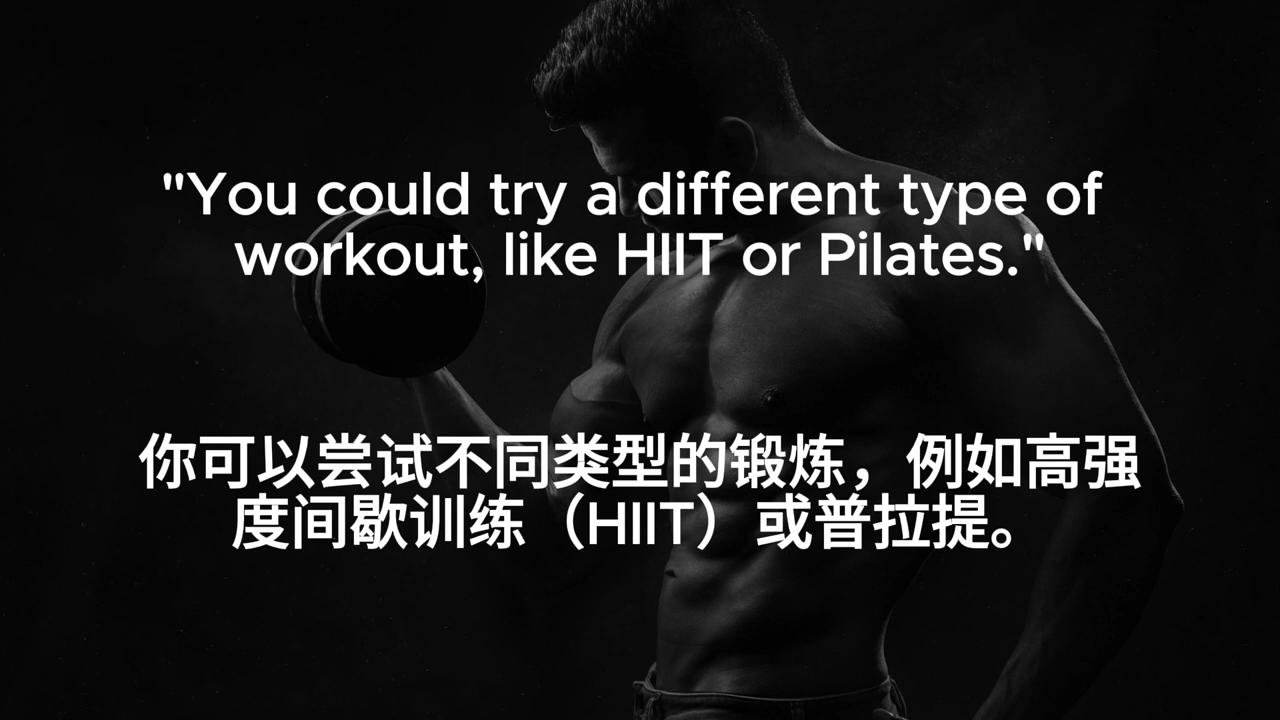 "You could try a different type of
workout, like HIIT or Pilates."
你可以尝试不同类型的锻炼，例如高强
度间歇训练（HIIT）或普拉提。